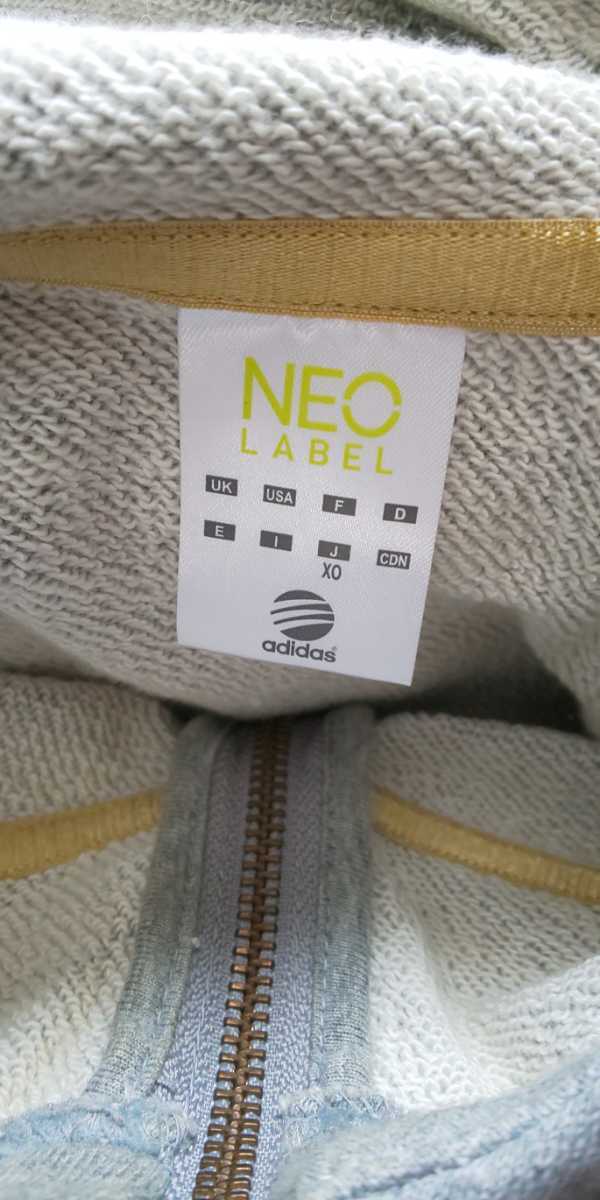 NEO
LABEL
UK USA F D
E I J CDN
XO
adidas®